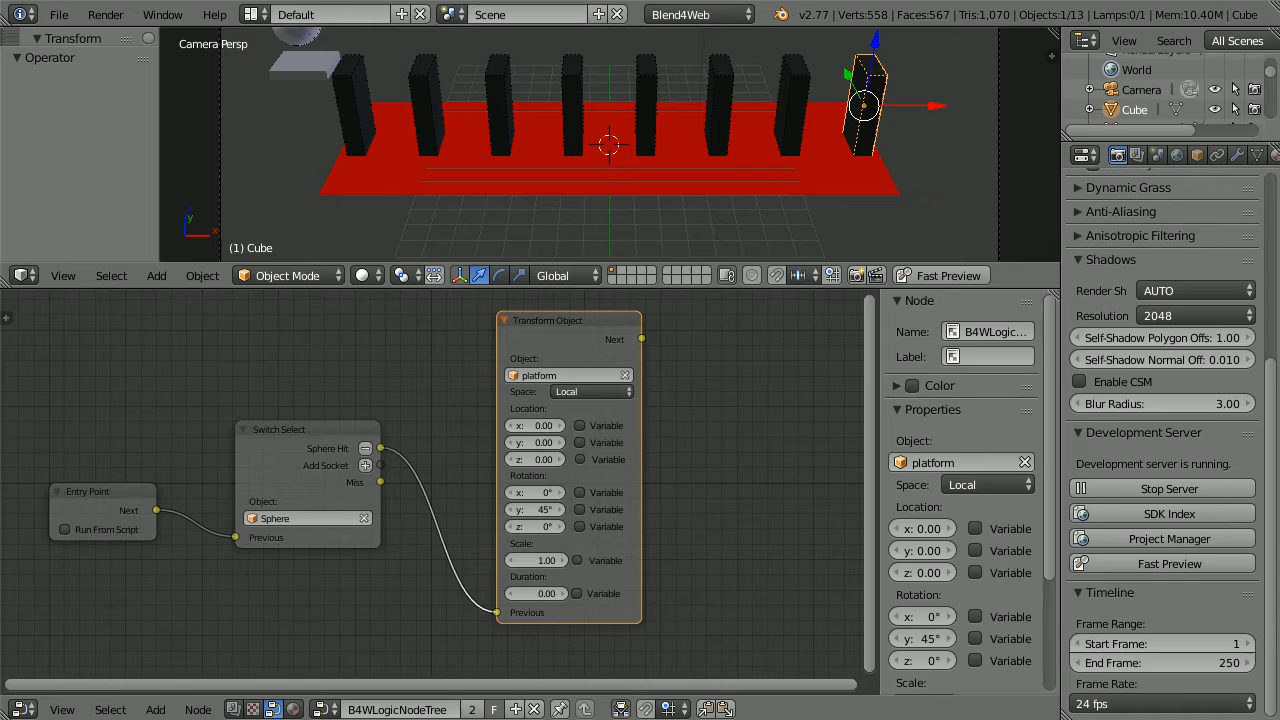 File Render Window Help Default Scene Blend4Web v2.77 | Verts:558 | Faces:567 | Tris:1,070 | Objects:1/13 | Lamps:0/1 | Mem:10.40M | Cube
Transform
Operator
Camera Persp
(1) Cube
View Search All Scenes
World
Camera
Cube
View Select Add Object Object Mode Global Fast Preview
Dynamic Grass
Anti-Aliasing
Anisotropic Filtering
Shadows
Render Sh AUTO
Resolution 2048
Self-Shadow Polygon Offs: 1.00
Self-Shadow Normal Off: 0.010
Enable CSM
Blur Radius: 3.00
Development Server
Development server is running.
Stop Server
SDK Index
Project Manager
Fast Preview
Timeline
Frame Range:
Start Frame: 1
End Frame: 250
Frame Rate:
24 fps
Entry Point
Next
Run From Script
Switch Select
Sphere Hit
Add Socket
Miss
Object:
Sphere
Previous
Transform Object
Next
Object:
platform
Space: Local
Location:
x: 0.00 Variable
y: 0.00 Variable
z: 0.00 Variable
Rotation:
x: 0° Variable
y: 45° Variable
z: 0° Variable
Scale:
1.00 Variable
Duration:
0.00 Variable
Previous
Node
Name: B4WLogic...
Label:
Color
Properties
Object:
platform
Space: Local
Location:
x: 0.00 Variable
y: 0.00 Variable
z: 0.00 Variable
Rotation:
x: 0° Variable
y: 45° Variable
z: 0° Variable
Scale:
View Select Add Node B4WLogicNodeTree 2 F